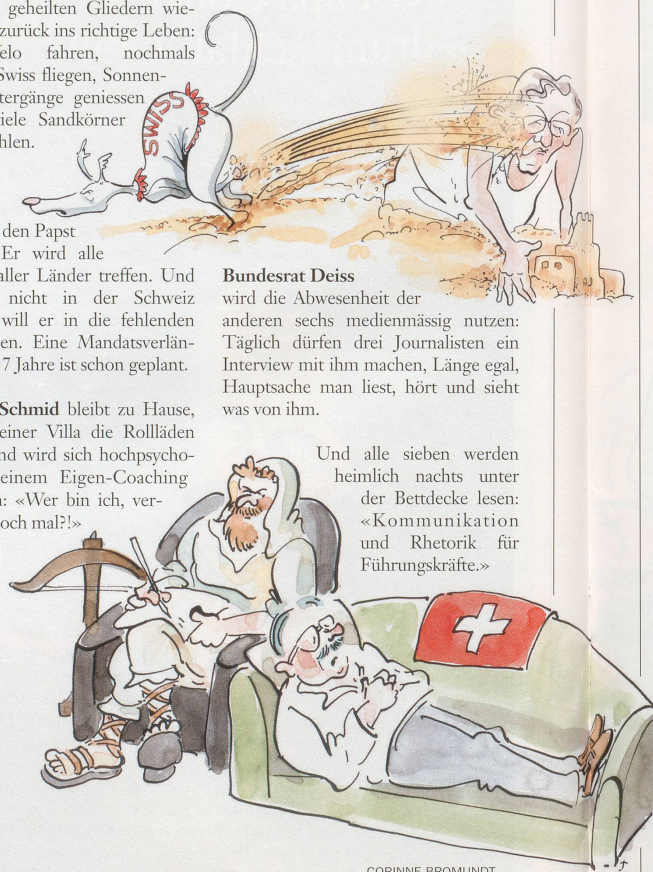 geheilten Gliedern wie-
zurück ins richtige Leben:
elo fahren, nochmals
Swiss fliegen, Sonnen-
tergänge geniessen
iele Sandkörner
hlen.
SWISS
den Papst
Er wird alle
aller Länder treffen. Und
nicht in der Schweiz
will er in die fehlenden
en. Eine Mandatsverlän-
7 Jahre ist schon geplant.
Schmid bleibt zu Hause,
einer Villa die Rollläden
nd wird sich hochpsycho-
einem Eigen-Coaching
n: «Wer bin ich, ver-
och mal?!»
Bundesrat Deiss
wird die Abwesenheit der
anderen sechs medienmässig nutzen:
Täglich dürfen drei Journalisten ein
Interview mit ihm machen, Länge egal,
Hauptsache man liest, hört und sieht
was von ihm.
Und alle sieben werden
heimlich nachts unter
der Bettdecke lesen:
«Kommunikation
und Rhetorik für
Führungskräfte.»
CORINNE BROMUNDT